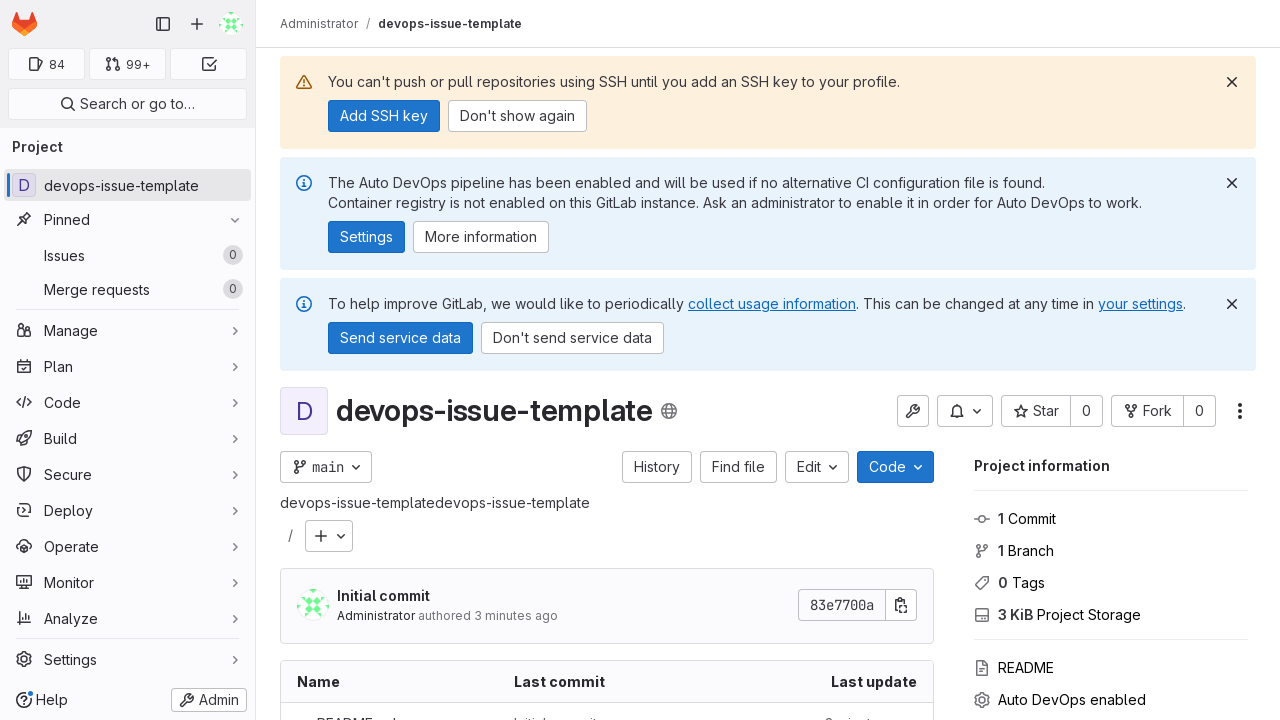 84
99+
Search or go to…
Project
D
devops-issue-template
Pinned
Issues
0
Merge requests
0
Manage
Plan
Code
Build
Secure
Deploy
Operate
Monitor
Analyze
Settings
Help
Admin
Administrator / devops-issue-template
You can't push or pull repositories using SSH until you add an SSH key to your profile.
Add SSH key
Don't show again
The Auto DevOps pipeline has been enabled and will be used if no alternative CI configuration file is found.
Container registry is not enabled on this GitLab instance. Ask an administrator to enable it in order for Auto DevOps to work.
Settings
More information
To help improve GitLab, we would like to periodically collect usage information. This can be changed at any time in your settings.
Send service data
Don't send service data
D
devops-issue-template
Star
0
Fork
0
main
History
Find file
Edit
Code
devops-issue-templatedevops-issue-template
/
Initial commit
Administrator authored 3 minutes ago
83e7700a
Name
Last commit
Last update
Project information
1 Commit
1 Branch
0 Tags
3 KiB Project Storage
README
Auto DevOps enabled